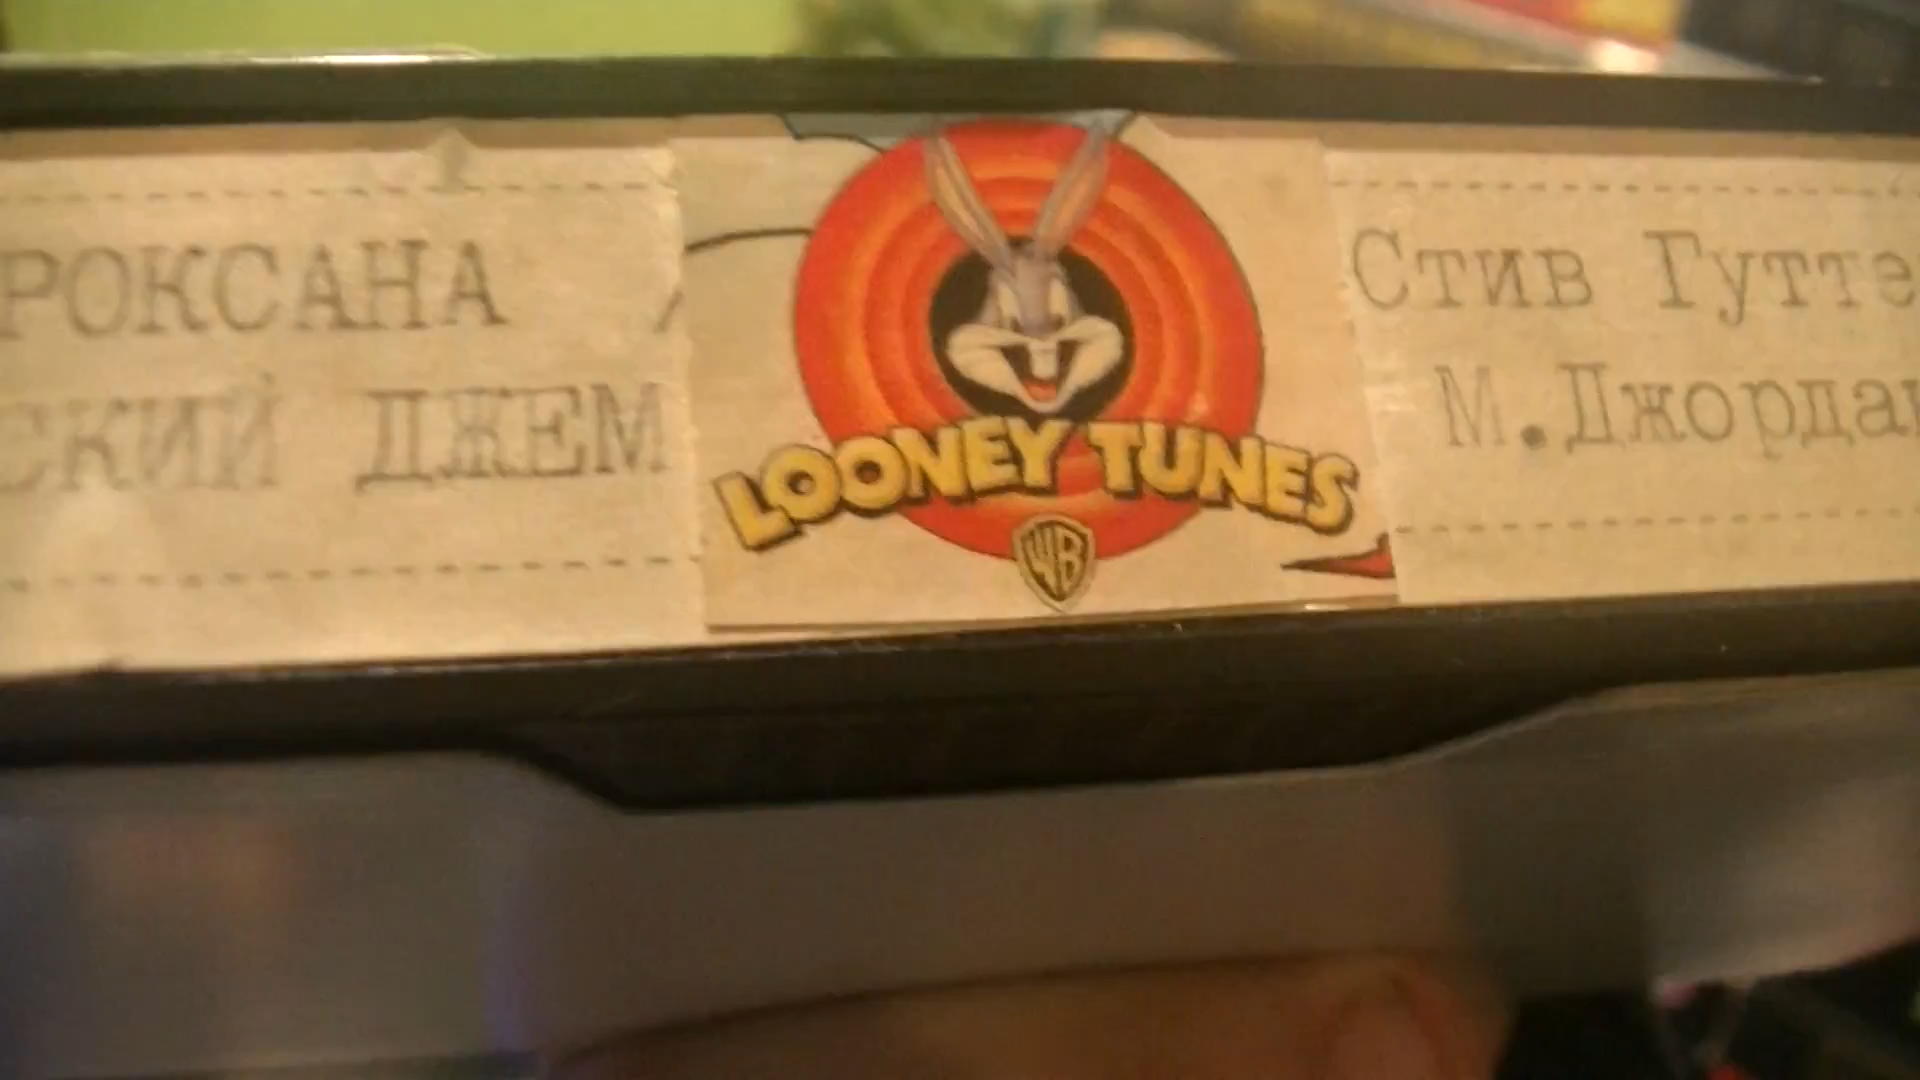 РОКСАНА
СКИЙ ДЖЕМ
LOONEY TUNES
WB
Стив Гутте
М.Джордан